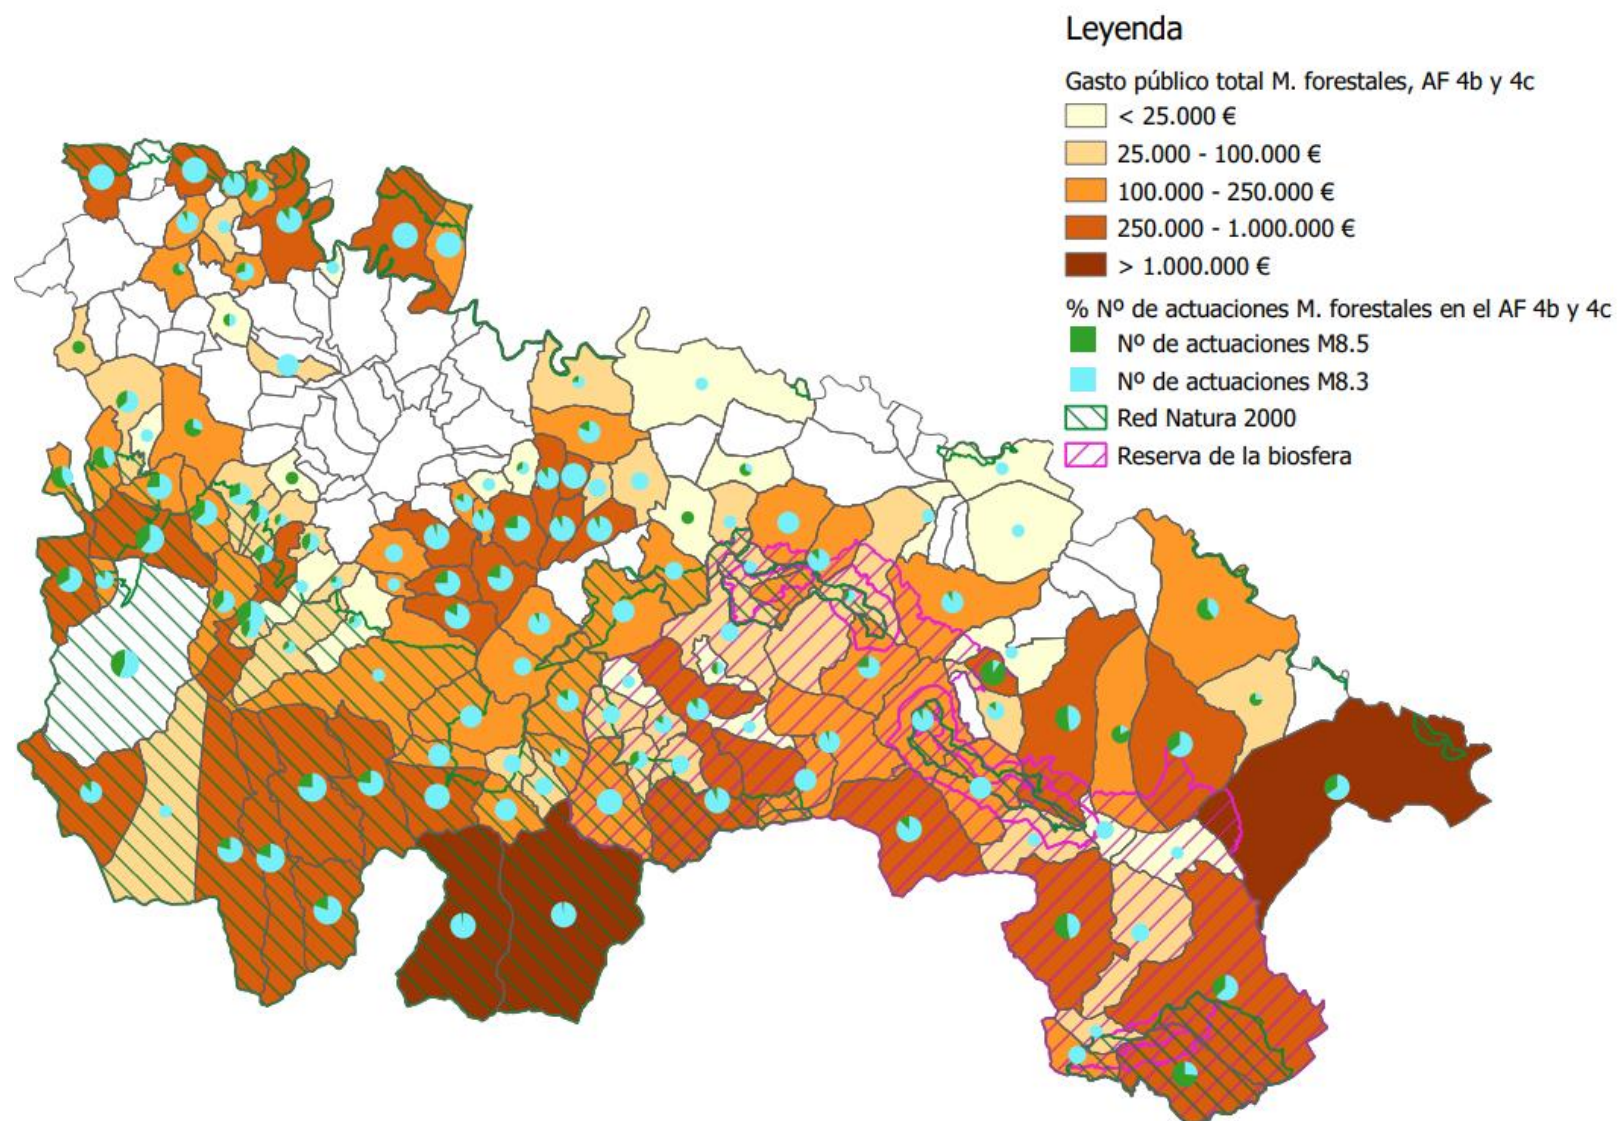 Leyenda
Gasto público total M. forestales, AF 4b y 4c
< 25.000 €
25.000 - 100.000 €
100.000 - 250.000 €
250.000 - 1.000.000 €
> 1.000.000 €
% Nº de actuaciones M. forestales en el AF 4b y 4c
Nº de actuaciones M8.5
Nº de actuaciones M8.3
Red Natura 2000
Reserva de la biosfera